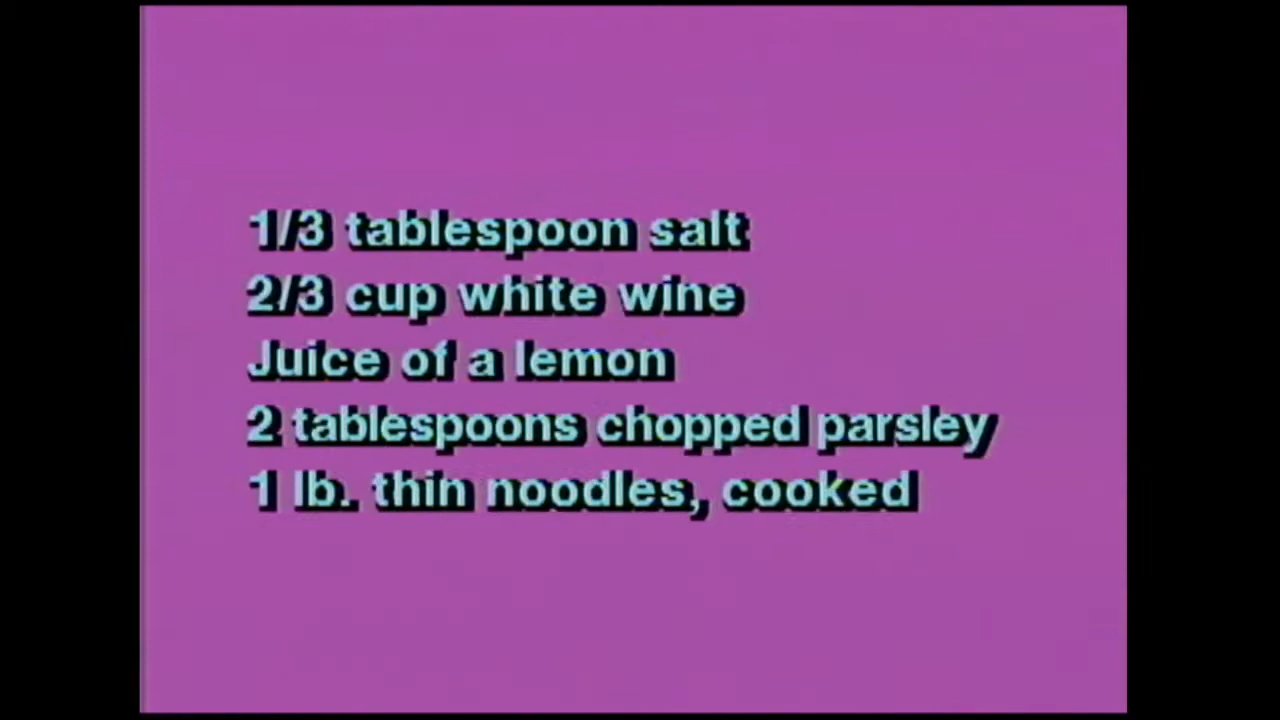 1/3 tablespoon salt
2/3 cup white wine
Juice of a lemon
2 tablespoons chopped parsley
1 lb. thin noodles, cooked